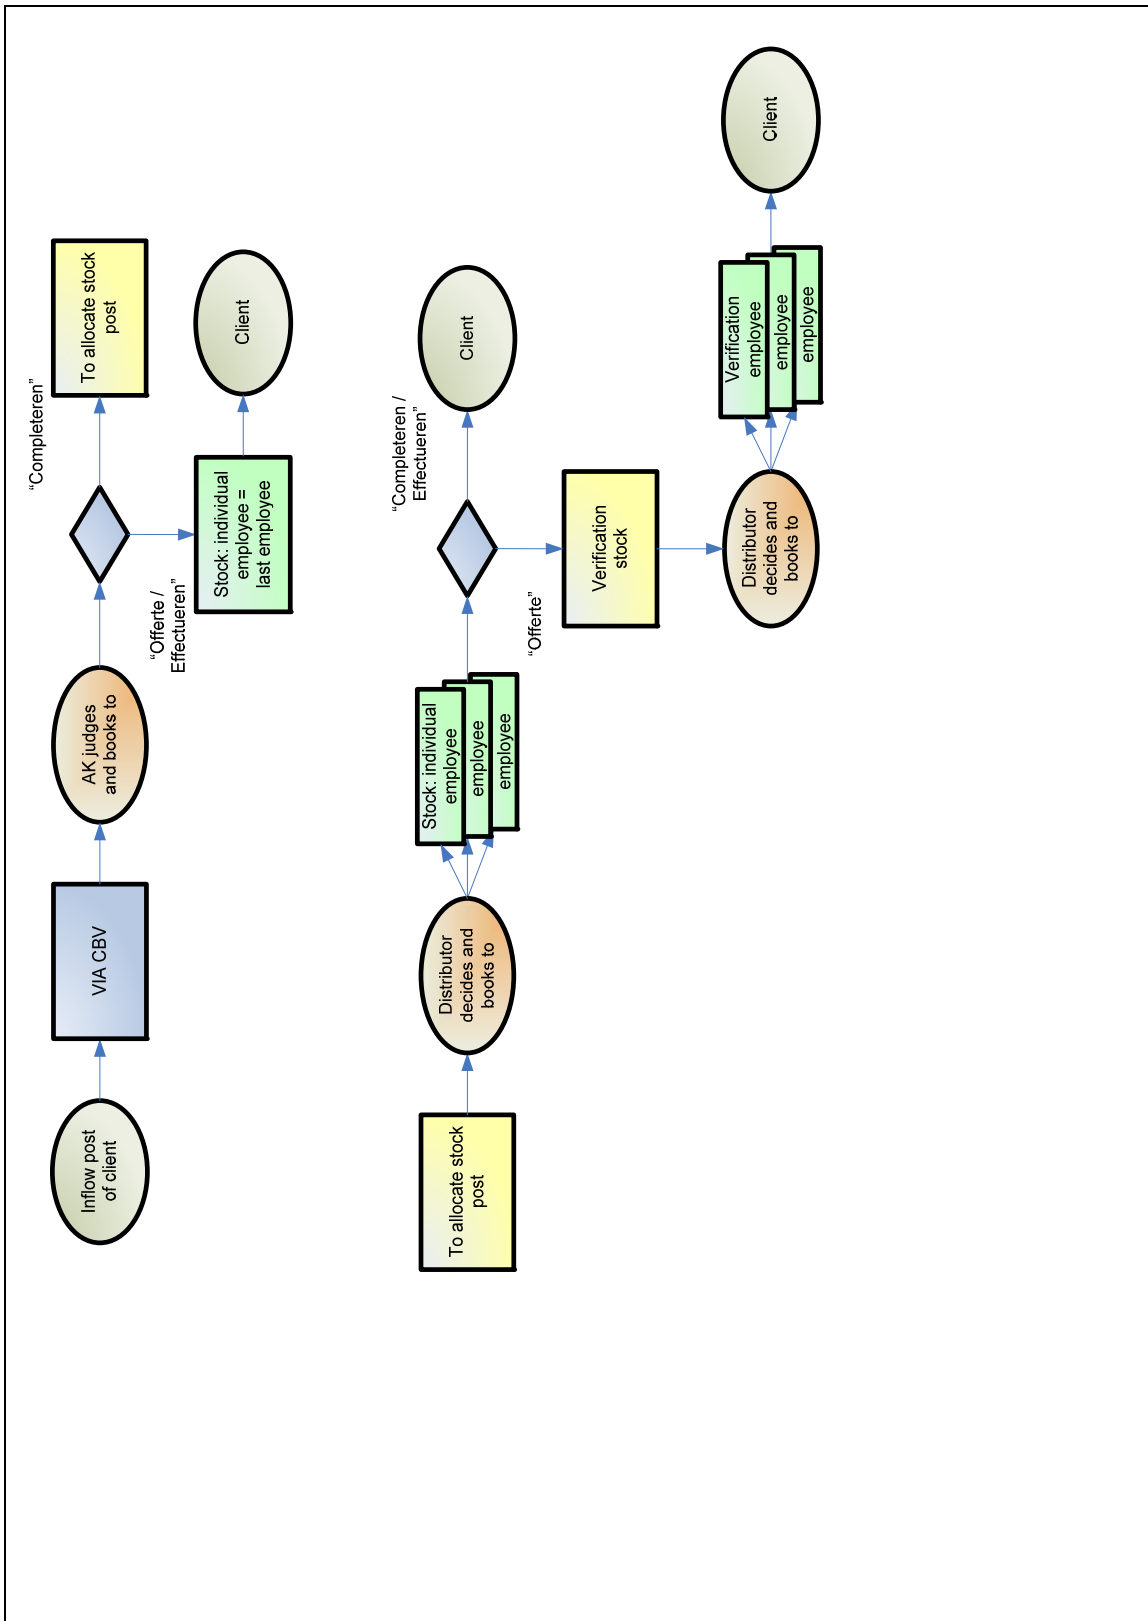 Inflow post
of client
VIA CBV
AK judges
and books to
“Completeren”
To allocate stock
post
“Offerte /
Effectueren”
Stock: individual
employee =
last employee
Client
To allocate stock
post
Distributor
decides and
books to
Stock: individual
employee
employee
employee
“Completeren /
Effectueren”
Client
“Offerte”
Verification
stock
Distributor
decides and
books to
Verification
employee
employee
employee
Client